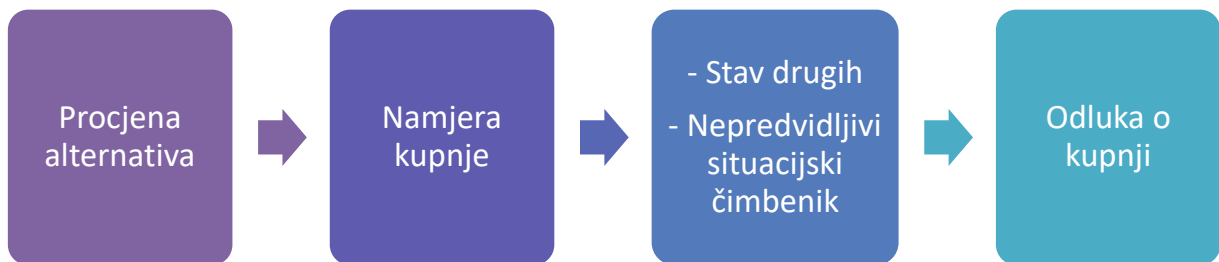 Procjena
alternativa
Namjera
kupnje
- Stav drugih
- Nepredvidljivi
situacijski
čimbenik
Odluka o
kupnji